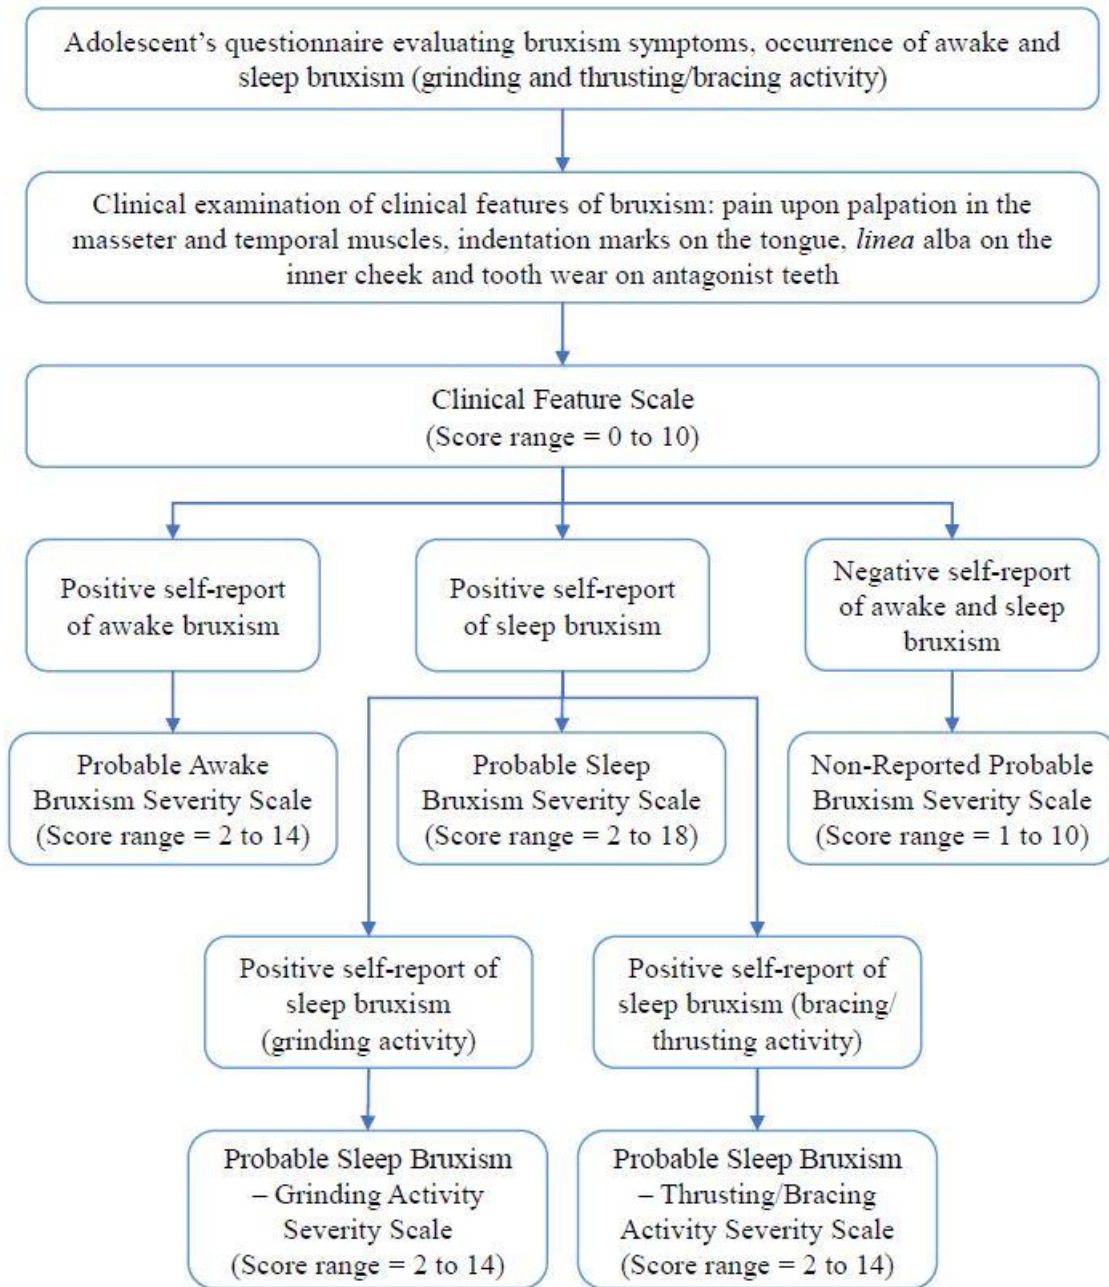 Adolescent’s questionnaire evaluating bruxism symptoms, occurrence of awake and
sleep bruxism (grinding and thrusting/bracing activity)
Clinical examination of clinical features of bruxism: pain upon palpation in the
masseter and temporal muscles, indentation marks on the tongue, linea alba on the
inner cheek and tooth wear on antagonist teeth
Clinical Feature Scale
(Score range = 0 to 10)
Positive self-report
of awake bruxism
Positive self-report
of sleep bruxism
Negative self-report
of awake and sleep
bruxism
Probable Awake
Bruxism Severity Scale
(Score range = 2 to 14)
Probable Sleep
Bruxism Severity Scale
(Score range = 2 to 18)
Non-Reported Probable
Bruxism Severity Scale
(Score range = 1 to 10)
Positive self-report of
sleep bruxism
(grinding activity)
Positive self-report of
sleep bruxism (bracing/
thrusting activity)
Probable Sleep Bruxism
– Grinding Activity
Severity Scale
(Score range = 2 to 14)
Probable Sleep Bruxism
– Thrusting/Bracing
Activity Severity Scale
(Score range = 2 to 14)